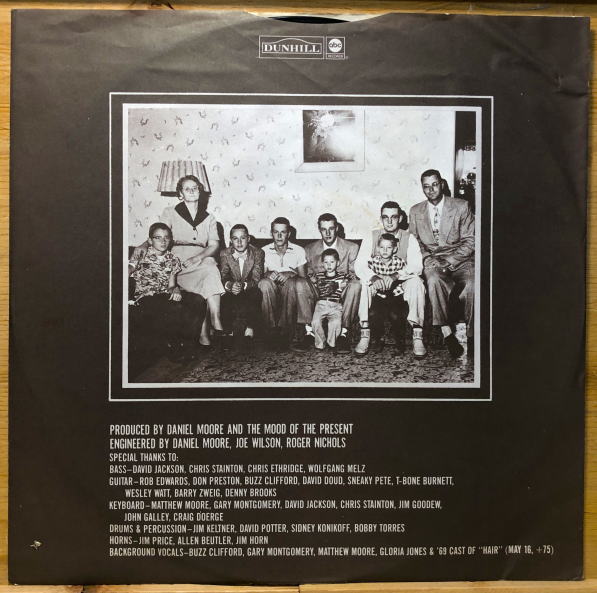 DUNHILL
abc
RECORDS
PRODUCED BY DANIEL MOORE AND THE MOOD OF THE PRESENT
ENGINEERED BY DANIEL MOORE, JOE WILSON, ROGER NICHOLS
SPECIAL THANKS TO:
BASS—DAVID JACKSON, CHRIS STAINTON, CHRIS ETHRIDGE, WOLFGANG MELZ
GUITAR—ROB EDWARDS, DON PRESTON, BUZZ CLIFFORD, DAVID DOUD, SNEAKY PETE, T-BONE BURNETT,
WESLEY WATT, BARRY ZWEIG, DENNY BROOKS
KEYBOARD—MATTHEW MOORE, GARY MONTGOMERY, DAVID JACKSON, CHRIS STAINTON, JIM GOODEW,
JOHN GALLEY, CRAIG DOERGE
DRUMS & PERCUSSION—JIM KELTNER, DAVID POTTER, SIDNEY KONIKOFF, BOBBY TORRES
HORNS—JIM PRICE, ALLEN BEUTLER, JIM HORN
BACKGROUND VOCALS—BUZZ CLIFFORD, GARY MONTGOMERY, MATTHEW MOORE, GLORIA JONES & '69 CAST OF "HAIR" (MAY 16, +75)